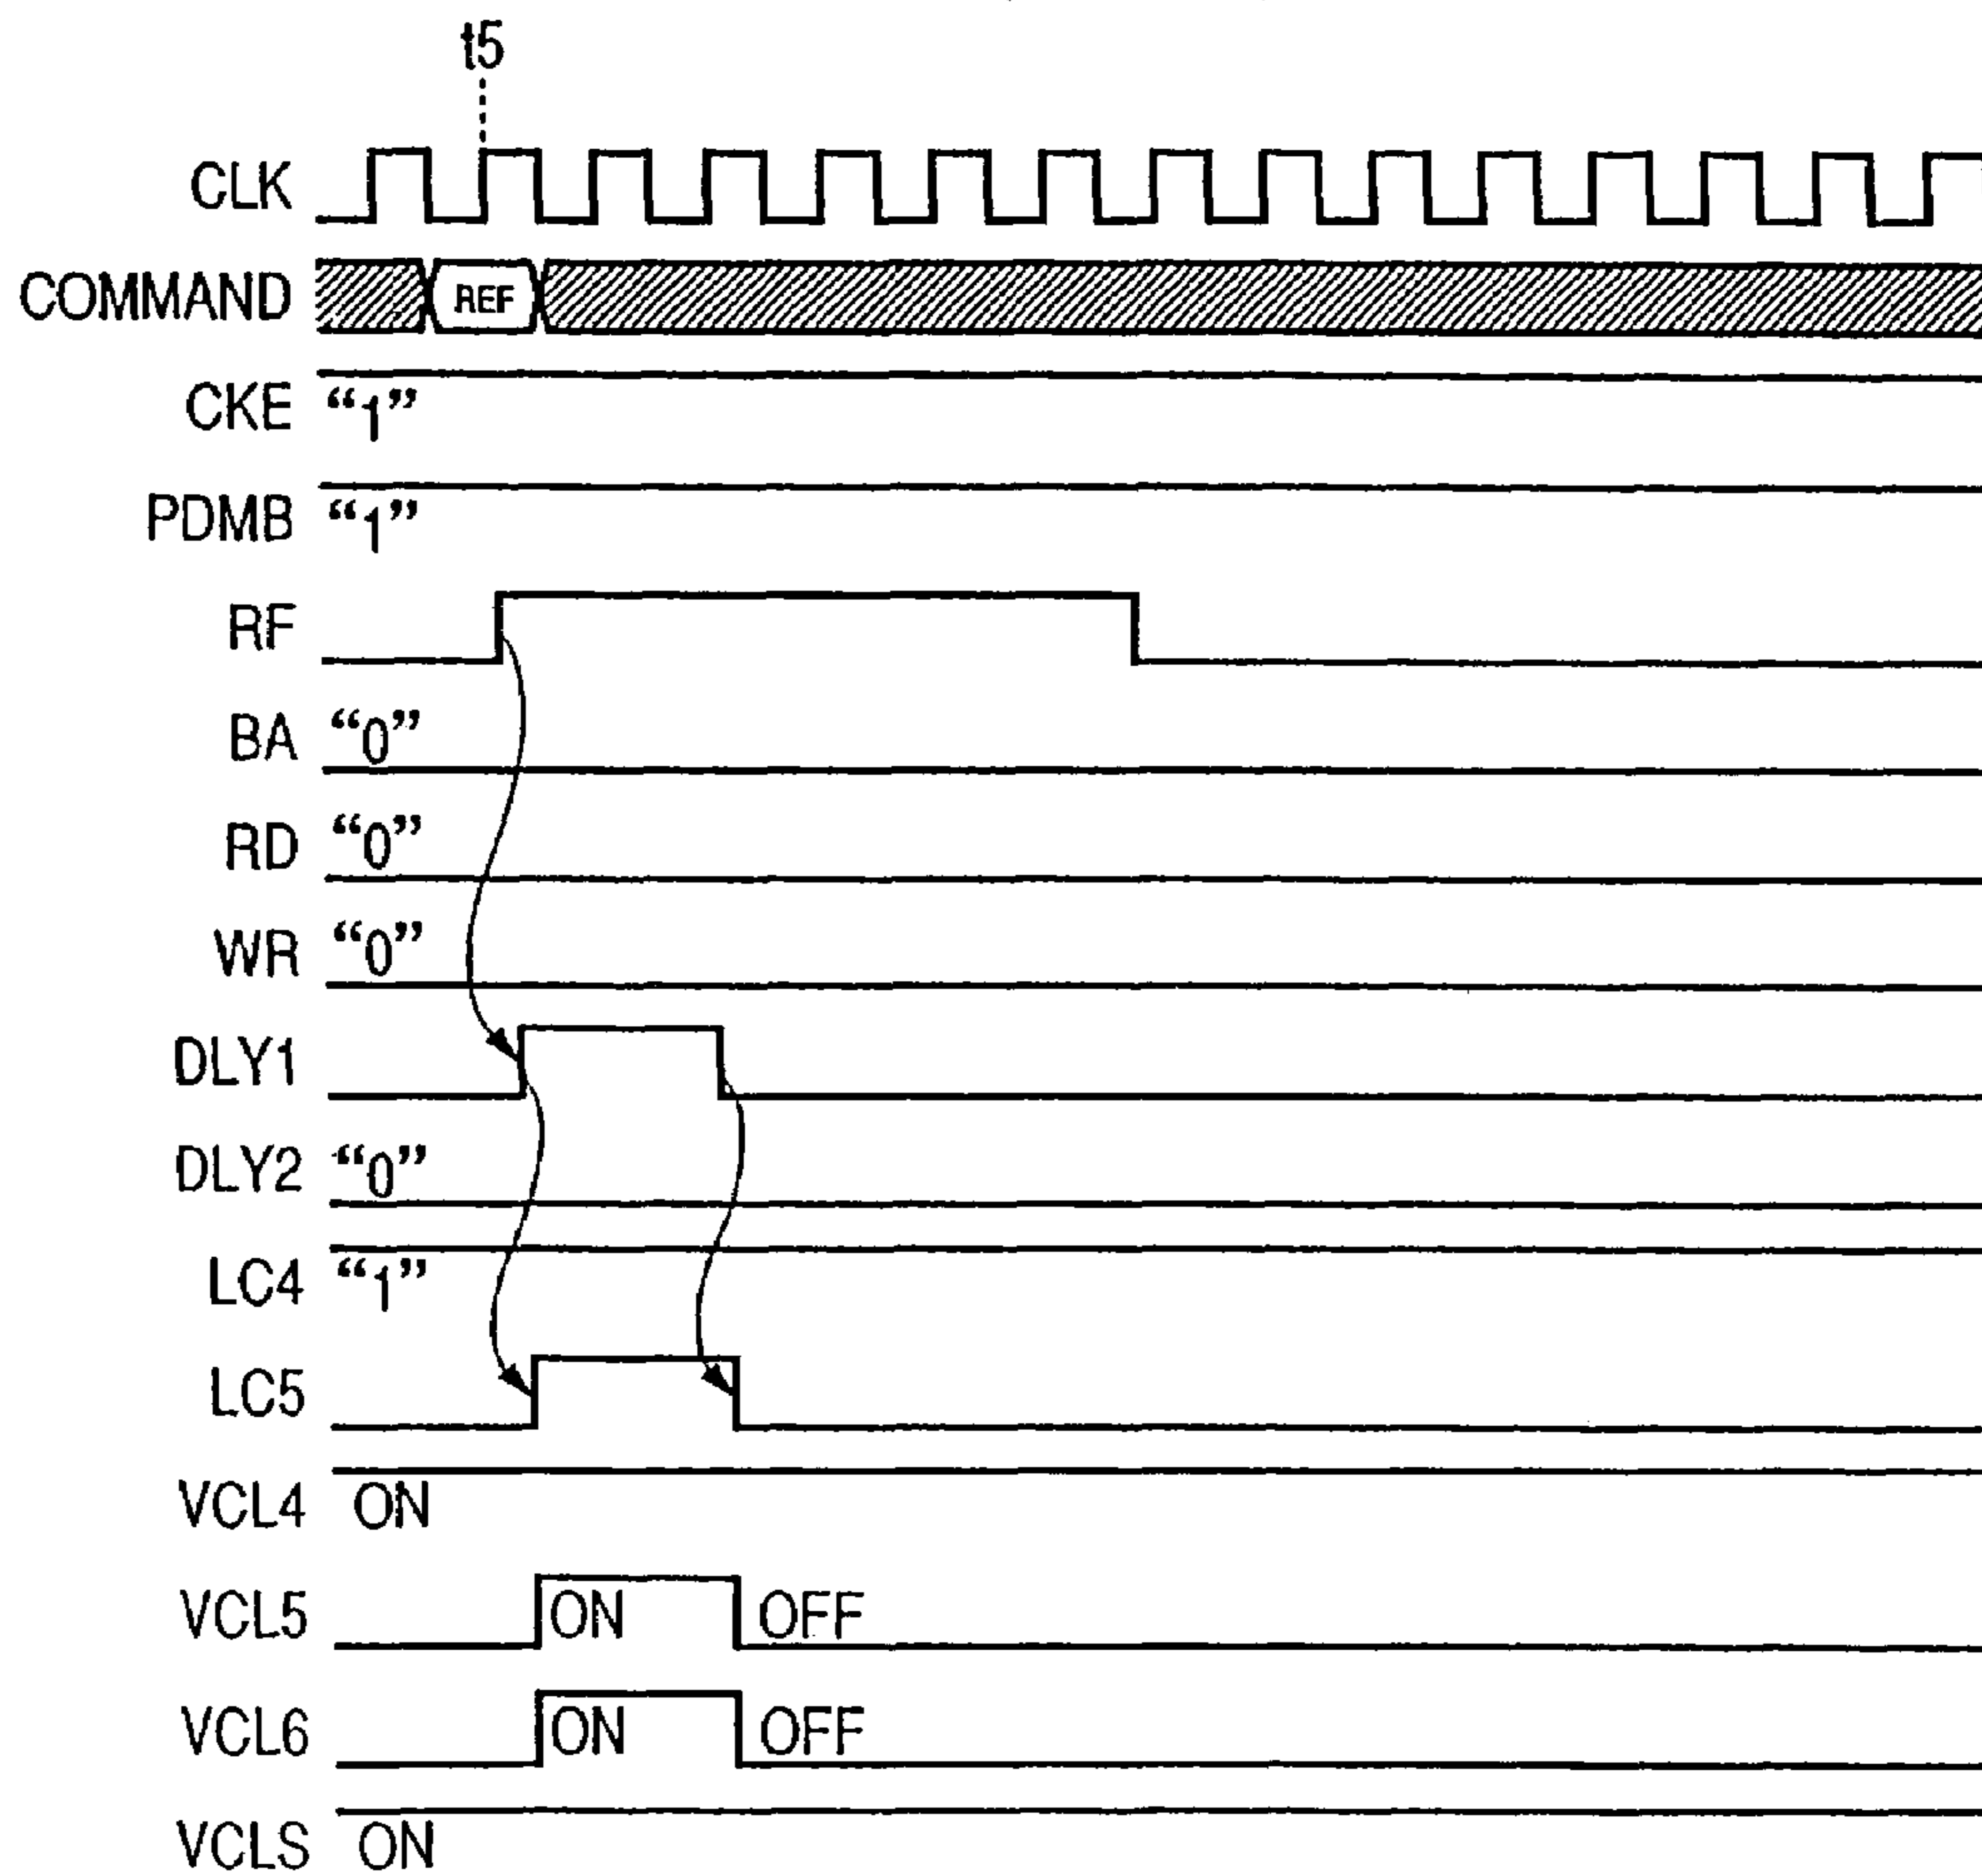 t5
CLK
COMMAND REF
CKE “1”
PDMB “1”
RF
BA “0”
RD “0”
WR “0”
DLY1
DLY2 “0”
LC4 “1”
LC5
VCL4 ON
VCL5 ON OFF
VCL6 ON OFF
VCLS ON